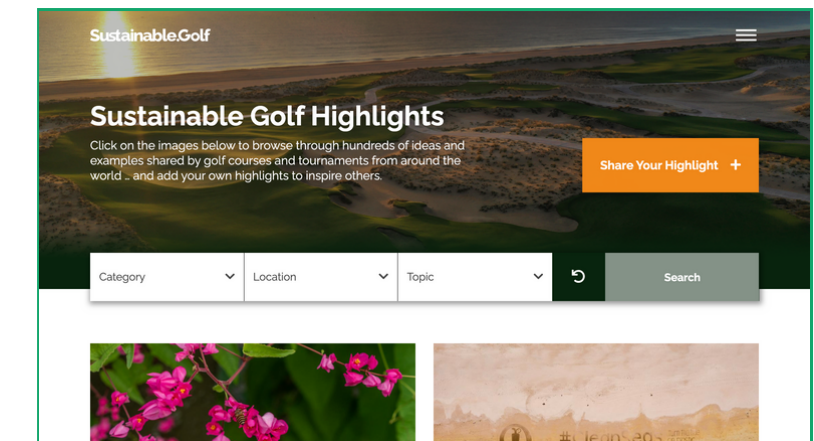 Sustainable.Golf
Sustainable Golf Highlights
Click on the images below to browse through hundreds of ideas and
examples shared by golf courses and tournaments from around the
world ... and add your own highlights to inspire others.
Share Your Highlight +
Category
Location
Topic
Search
#CleanSeas